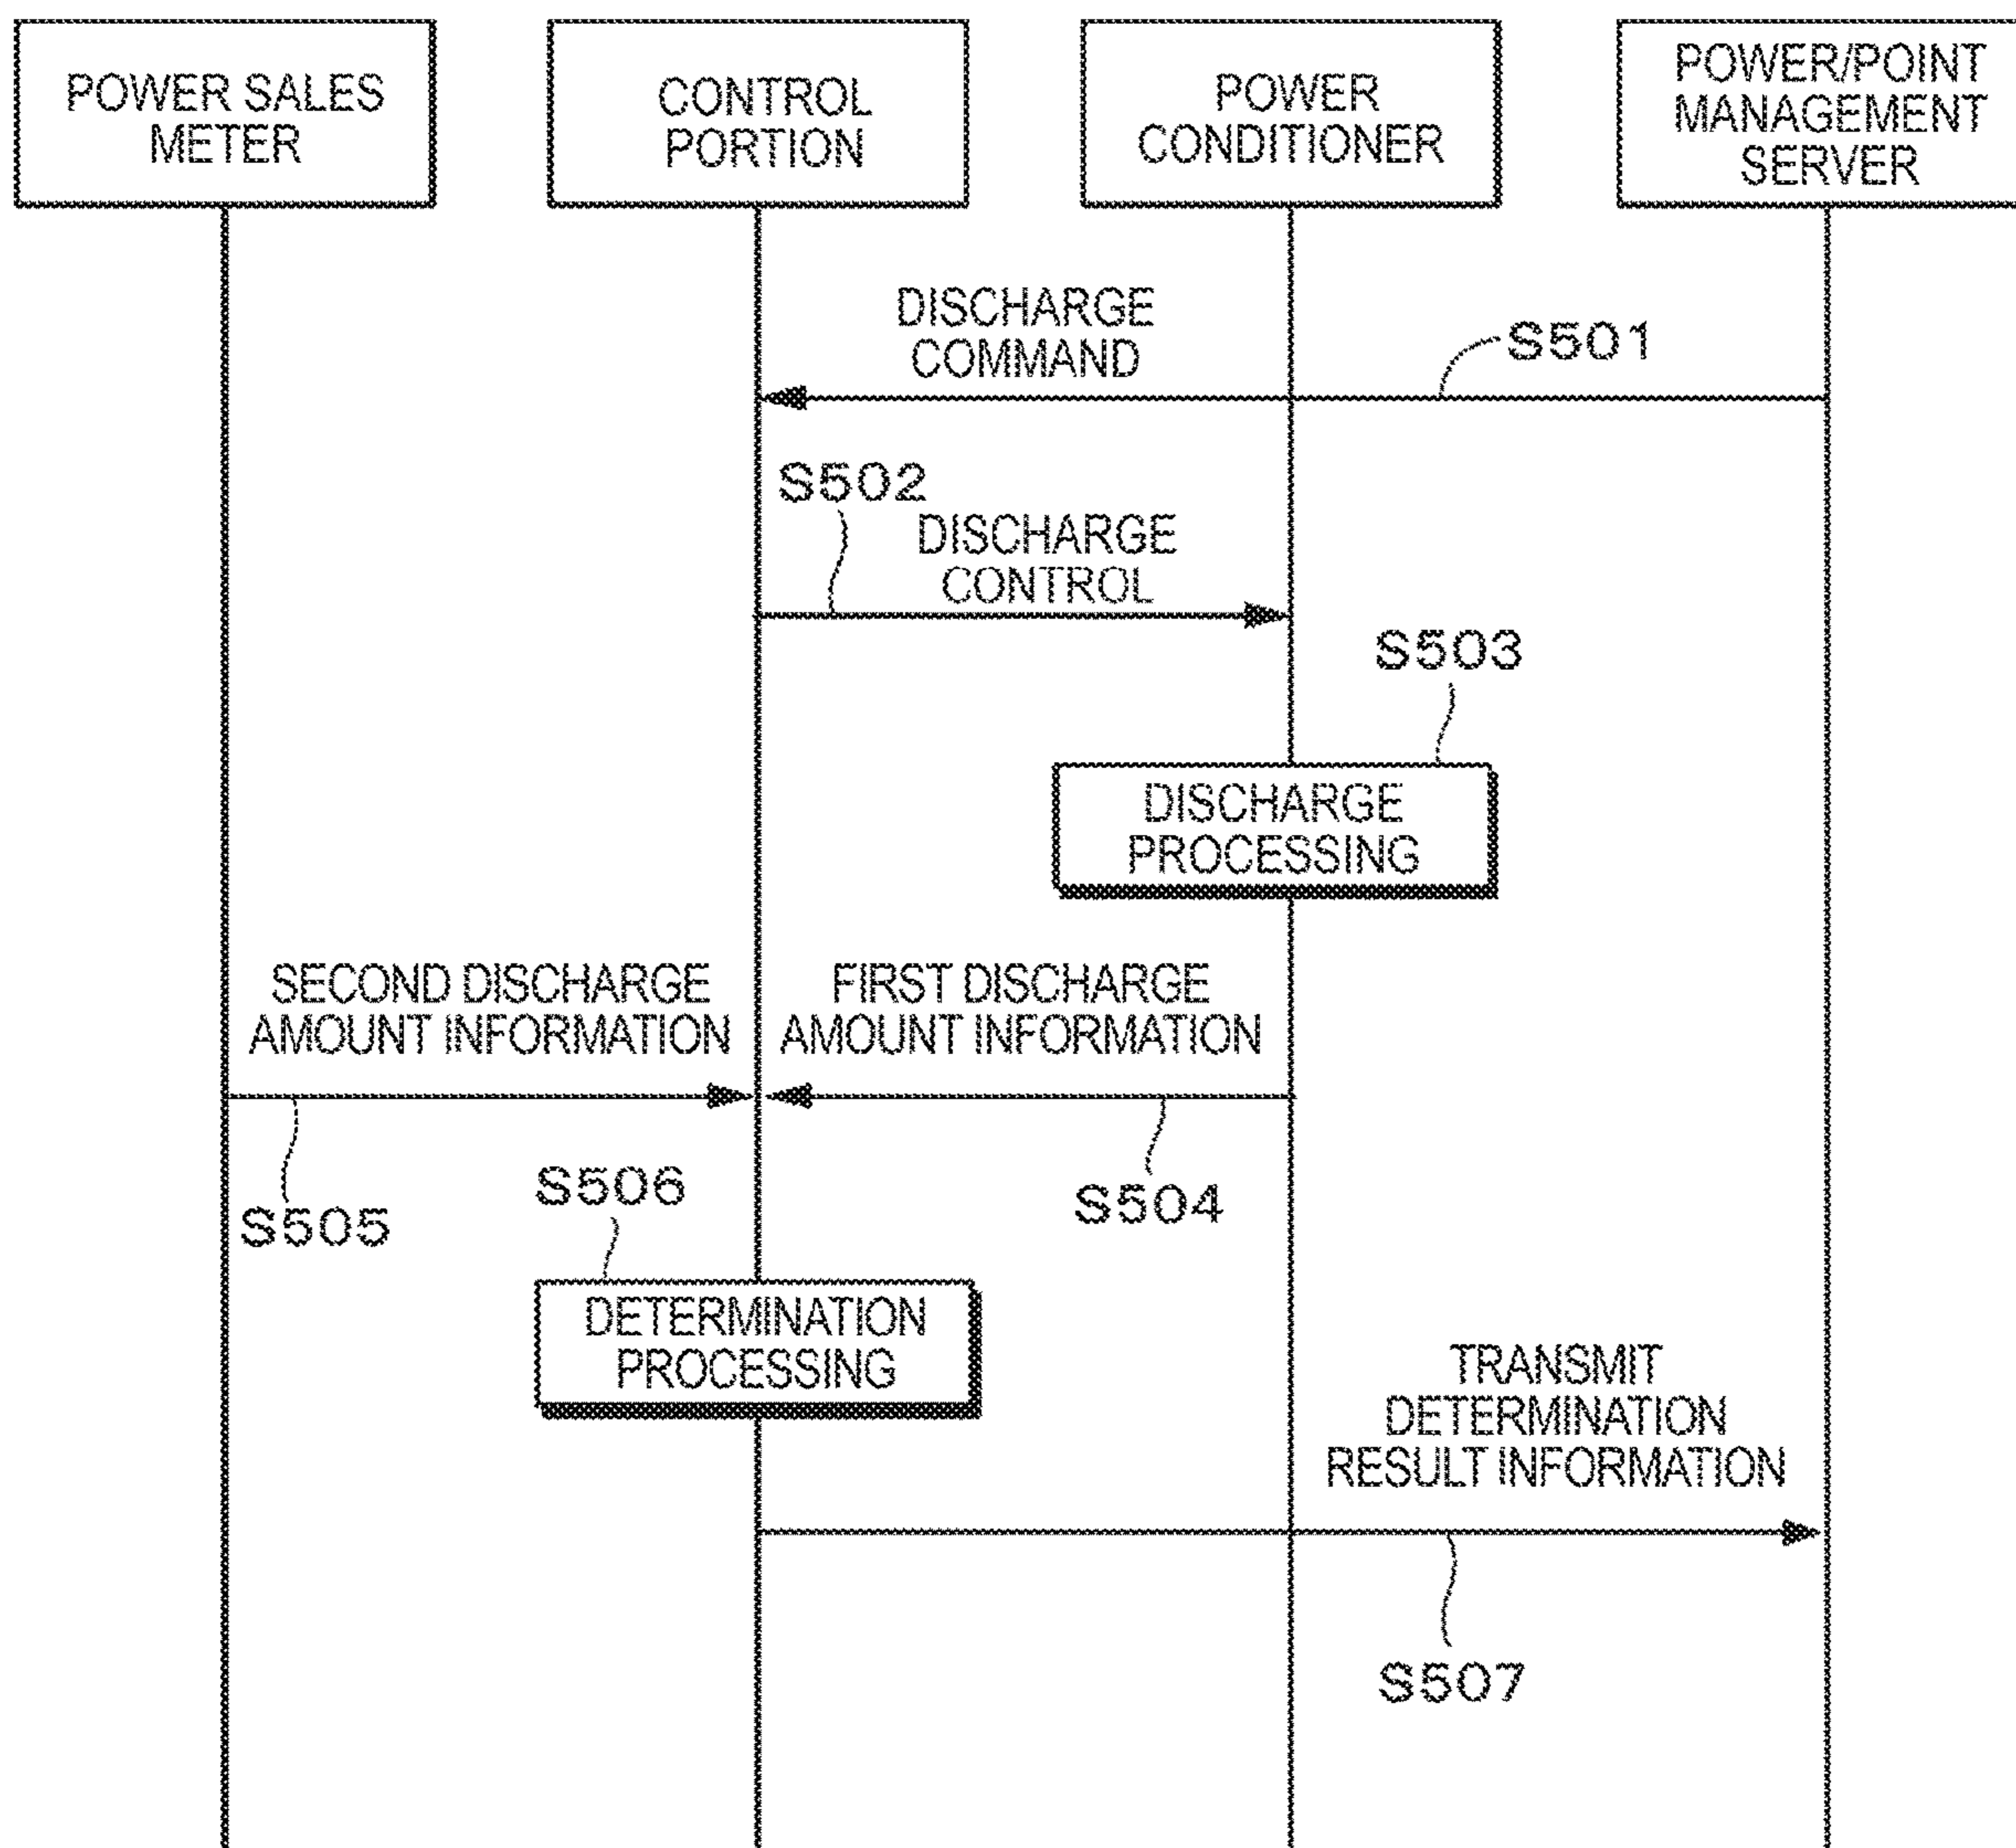 POWER SALES
METER
CONTROL
PORTION
POWER
CONDITIONER
POWER/POINT
MANAGEMENT
SERVER
DISCHARGE
COMMAND
S501
S502
DISCHARGE
CONTROL
S503
DISCHARGE
PROCESSING
SECOND DISCHARGE
AMOUNT INFORMATION
FIRST DISCHARGE
AMOUNT INFORMATION
S505
S506
S504
DETERMINATION
PROCESSING
TRANSMIT
DETERMINATION
RESULT INFORMATION
S507